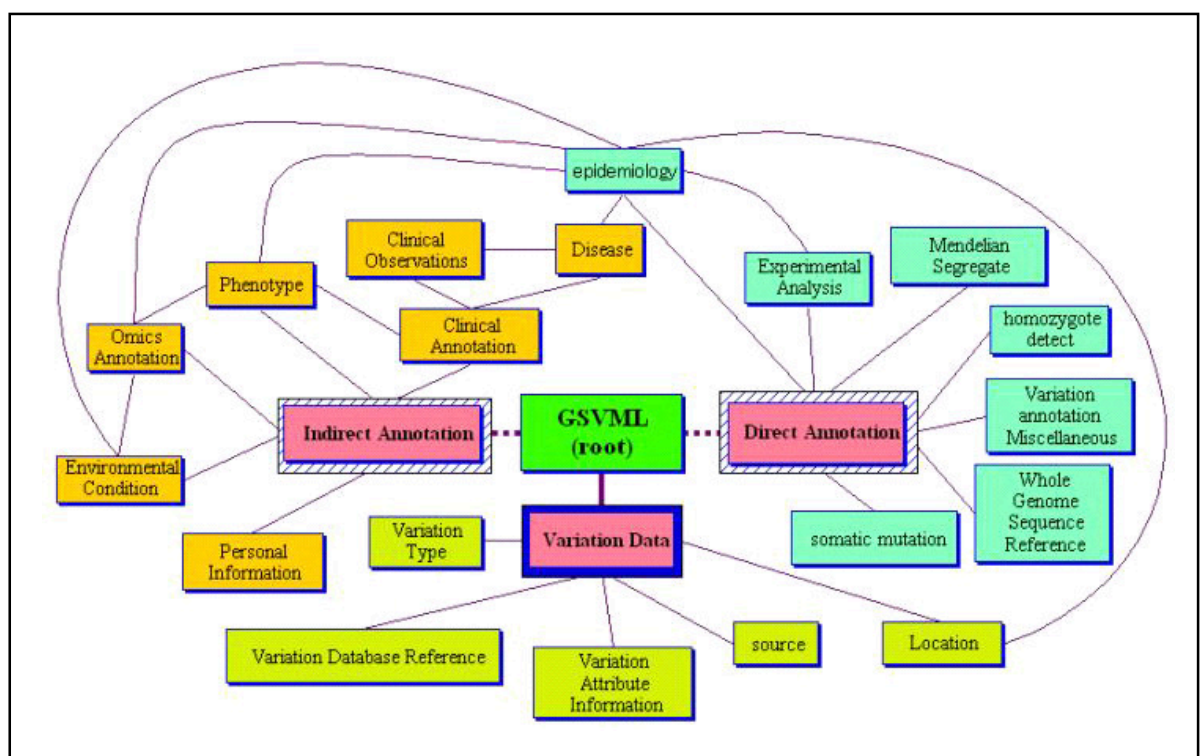 epidemiology
Clinical
Observations
Disease
Mendelian
Segregate
Experimental
Analysis
Phenotype
Omics
Annotation
Clinical
Annotation
homozygote
detect
Indirect Annotation
GSVML
(root)
Direct Annotation
Variation
annotation
Miscellaneous
Environmental
Condition
Whole
Genome
Sequence
Reference
Personal
Information
Variation
Type
Variation Data
somatic mutation
Variation Database Reference
Variation
Attribute
Information
source
Location